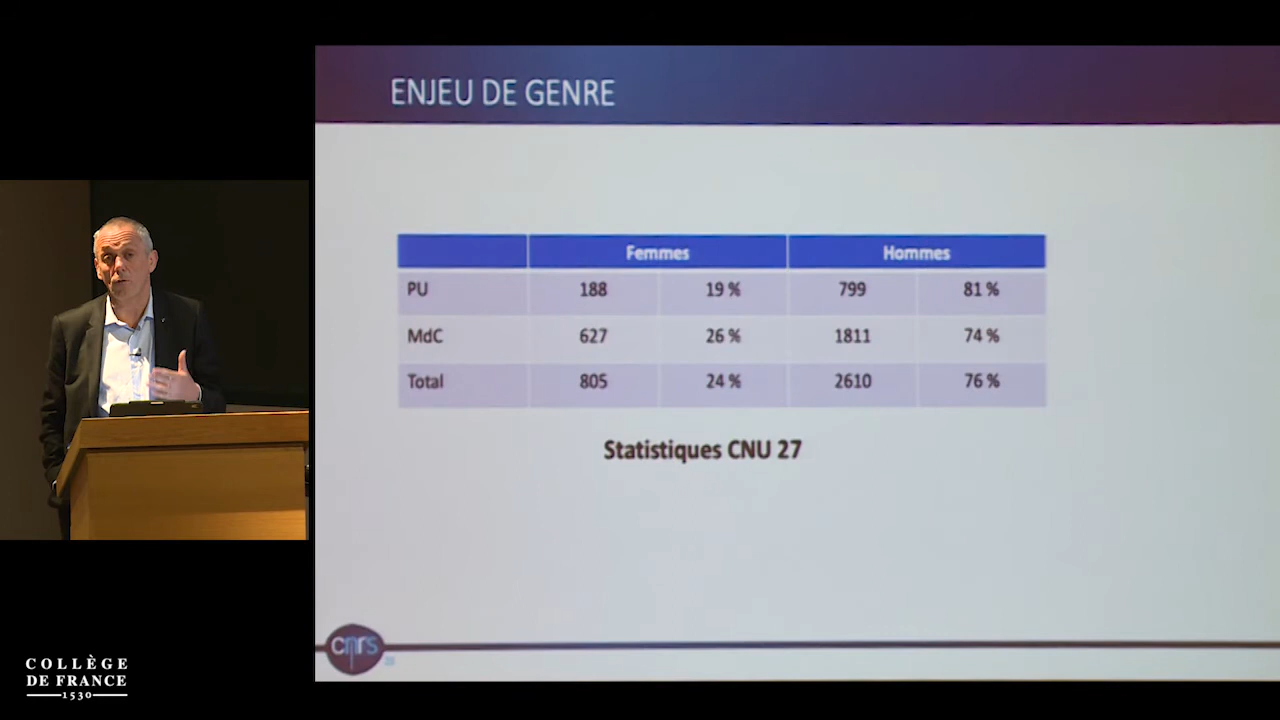 ENJEU DE GENRE
Femmes Hommes
PU 188 19 % 799 81 %
MdC 627 26 % 1811 74 %
Total 805 24 % 2610 76 %
Statistiques CNU 27
cnrs
COLLÈGE
DE FRANCE
1530